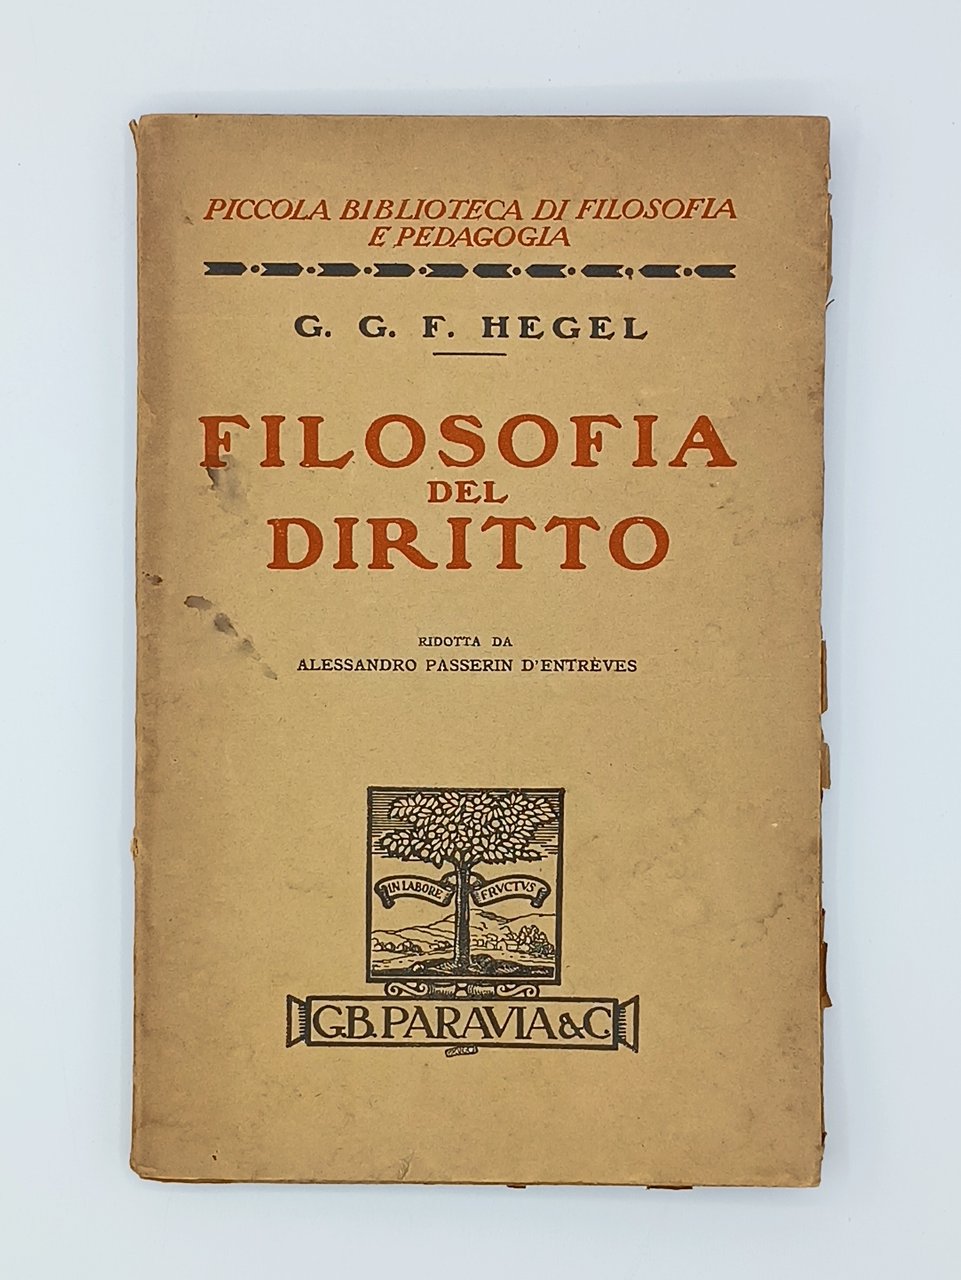 PICCOLA BIBLIOTECA DI FILOSOFIA
E PEDAGOGIA
G. G. F. HEGEL
FILOSOFIA
DEL
DIRITTO
RIDOTTA DA
ALESSANDRO PASSERIN D'ENTRÈVES
IN LABORE FRVCTVS
G.B. PARAVIA & C.